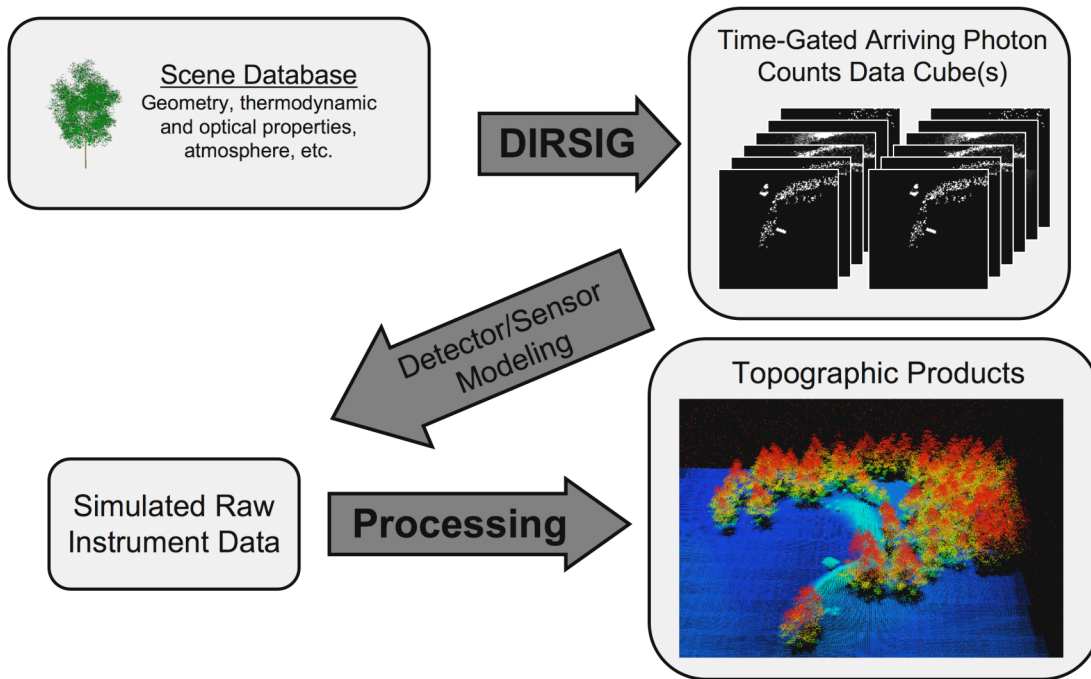 Scene Database
Geometry, thermodynamic
and optical properties,
atmosphere, etc.
DIRSIG
Time-Gated Arriving Photon
Counts Data Cube(s)
Detector/Sensor
Modeling
Simulated Raw
Instrument Data
Processing
Topographic Products